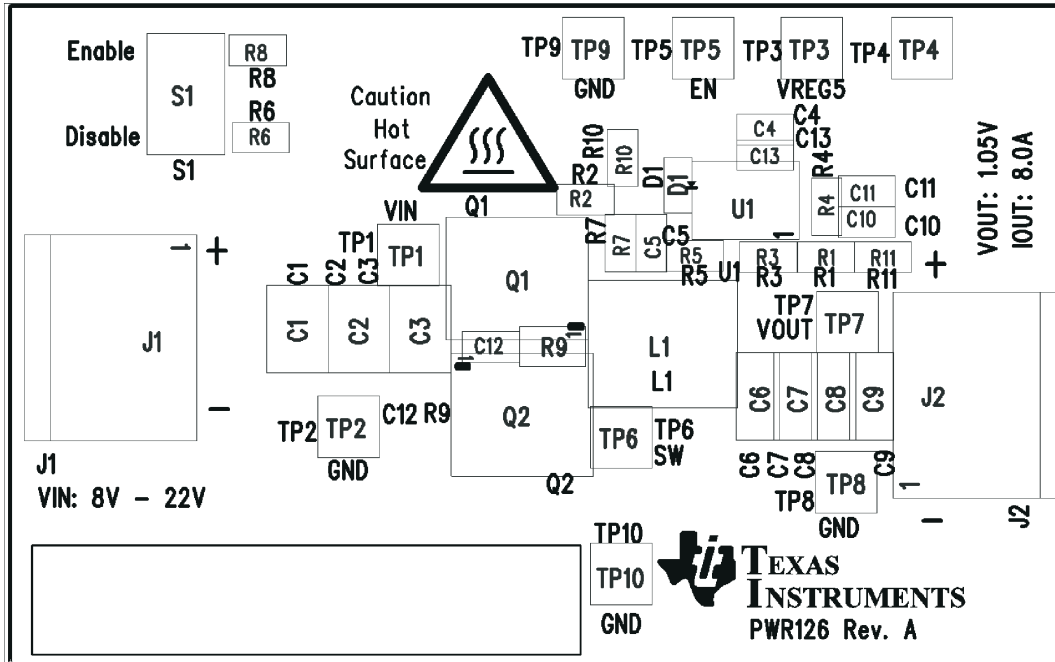 Enable
S1
R8
R8
R6
R6
Disable
S1
Caution
Hot
Surface
TP9
TP9
GND
TP5
TP5
EN
TP3
TP3
VREG5
TP4
TP4
C4
C4
C13
C13
R10
R10
D1
D1
R2
R2
U1
1
R4
R4
C11
C11
C10
C10
VOUT: 1.05V
IOUT: 8.0A
Q1
VIN
TP1
TP1
R7
R7
C5
C5
R5
R5
U1
R3
R3
R1
R1
R11
R11
+
1
+
J1
-
C1
C2
C3
C1
C2
C3
Q1
C12
R9
1
1
L1
L1
TP7
VOUT
TP7
C6
C7
C8
C9
J2
TP2
TP2
GND
C12
R9
Q2
TP6
TP6
SW
Q2
C6
C7
C8
C9
TP8
TP8
GND
1
-
J2
J1
VIN: 8V - 22V
TP10
TP10
GND
TEXAS
INSTRUMENTS
PWR126 Rev. A